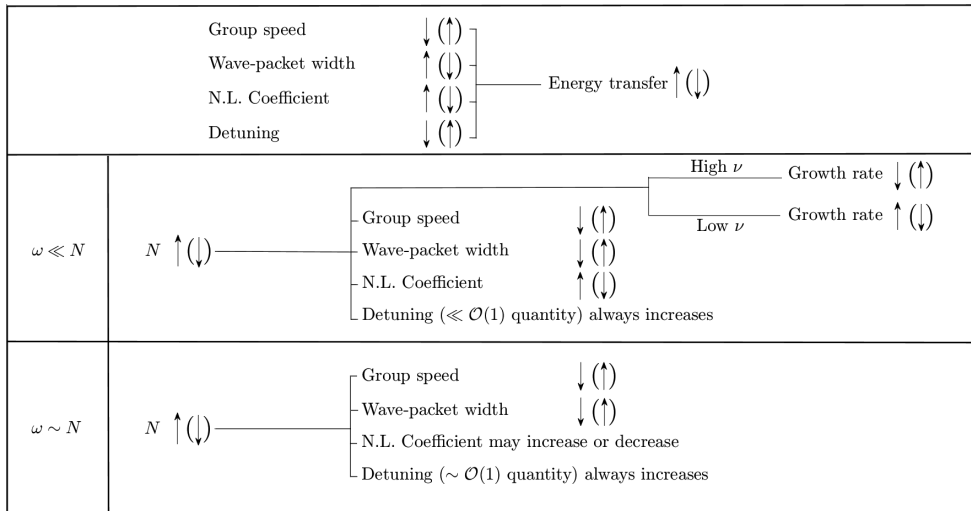 Group speed ↓(↑)
Wave-packet width ↑(↓)
N.L. Coefficient ↑(↓)
Detuning ↓(↑)
Energy transfer ↑(↓)
ω ≪ N
N ↑(↓)
High ν
Growth rate ↓(↑)
Low ν
Growth rate ↑(↓)
Group speed ↓(↑)
Wave-packet width ↓(↑)
N.L. Coefficient ↑(↓)
Detuning (≪ 𝒪(1) quantity) always increases
ω ∼ N
N ↑(↓)
Group speed ↓(↑)
Wave-packet width ↓(↑)
N.L. Coefficient may increase or decrease
Detuning (∼ 𝒪(1) quantity) always increases